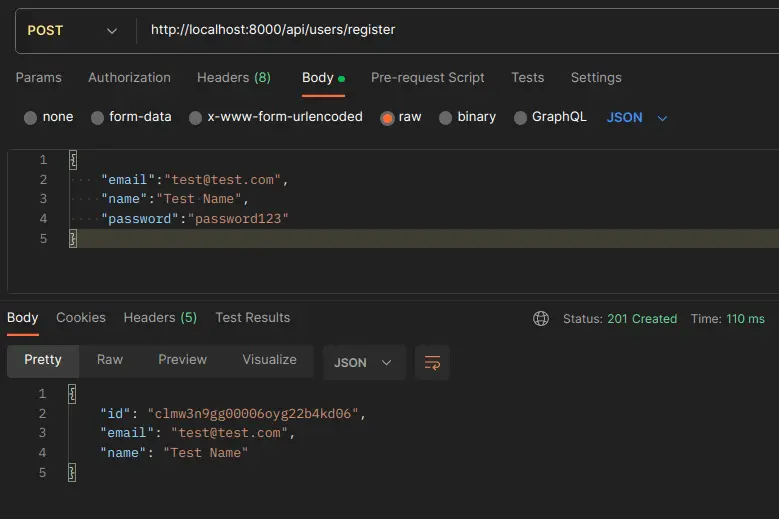 POST http://localhost:8000/api/users/register
Params Authorization Headers (8) Body Pre-request Script Tests Settings
none form-data x-www-form-urlencoded raw binary GraphQL JSON
1 {
2 "email":"test@test.com",
3 "name":"Test Name",
4 "password":"password123"
5 }
Body Cookies Headers (5) Test Results Status: 201 Created Time: 110 ms
Pretty Raw Preview Visualize JSON
1 {
2 "id": "clmw3n9gg00006oyg22b4kd06",
3 "email": "test@test.com",
4 "name": "Test Name"
5 }